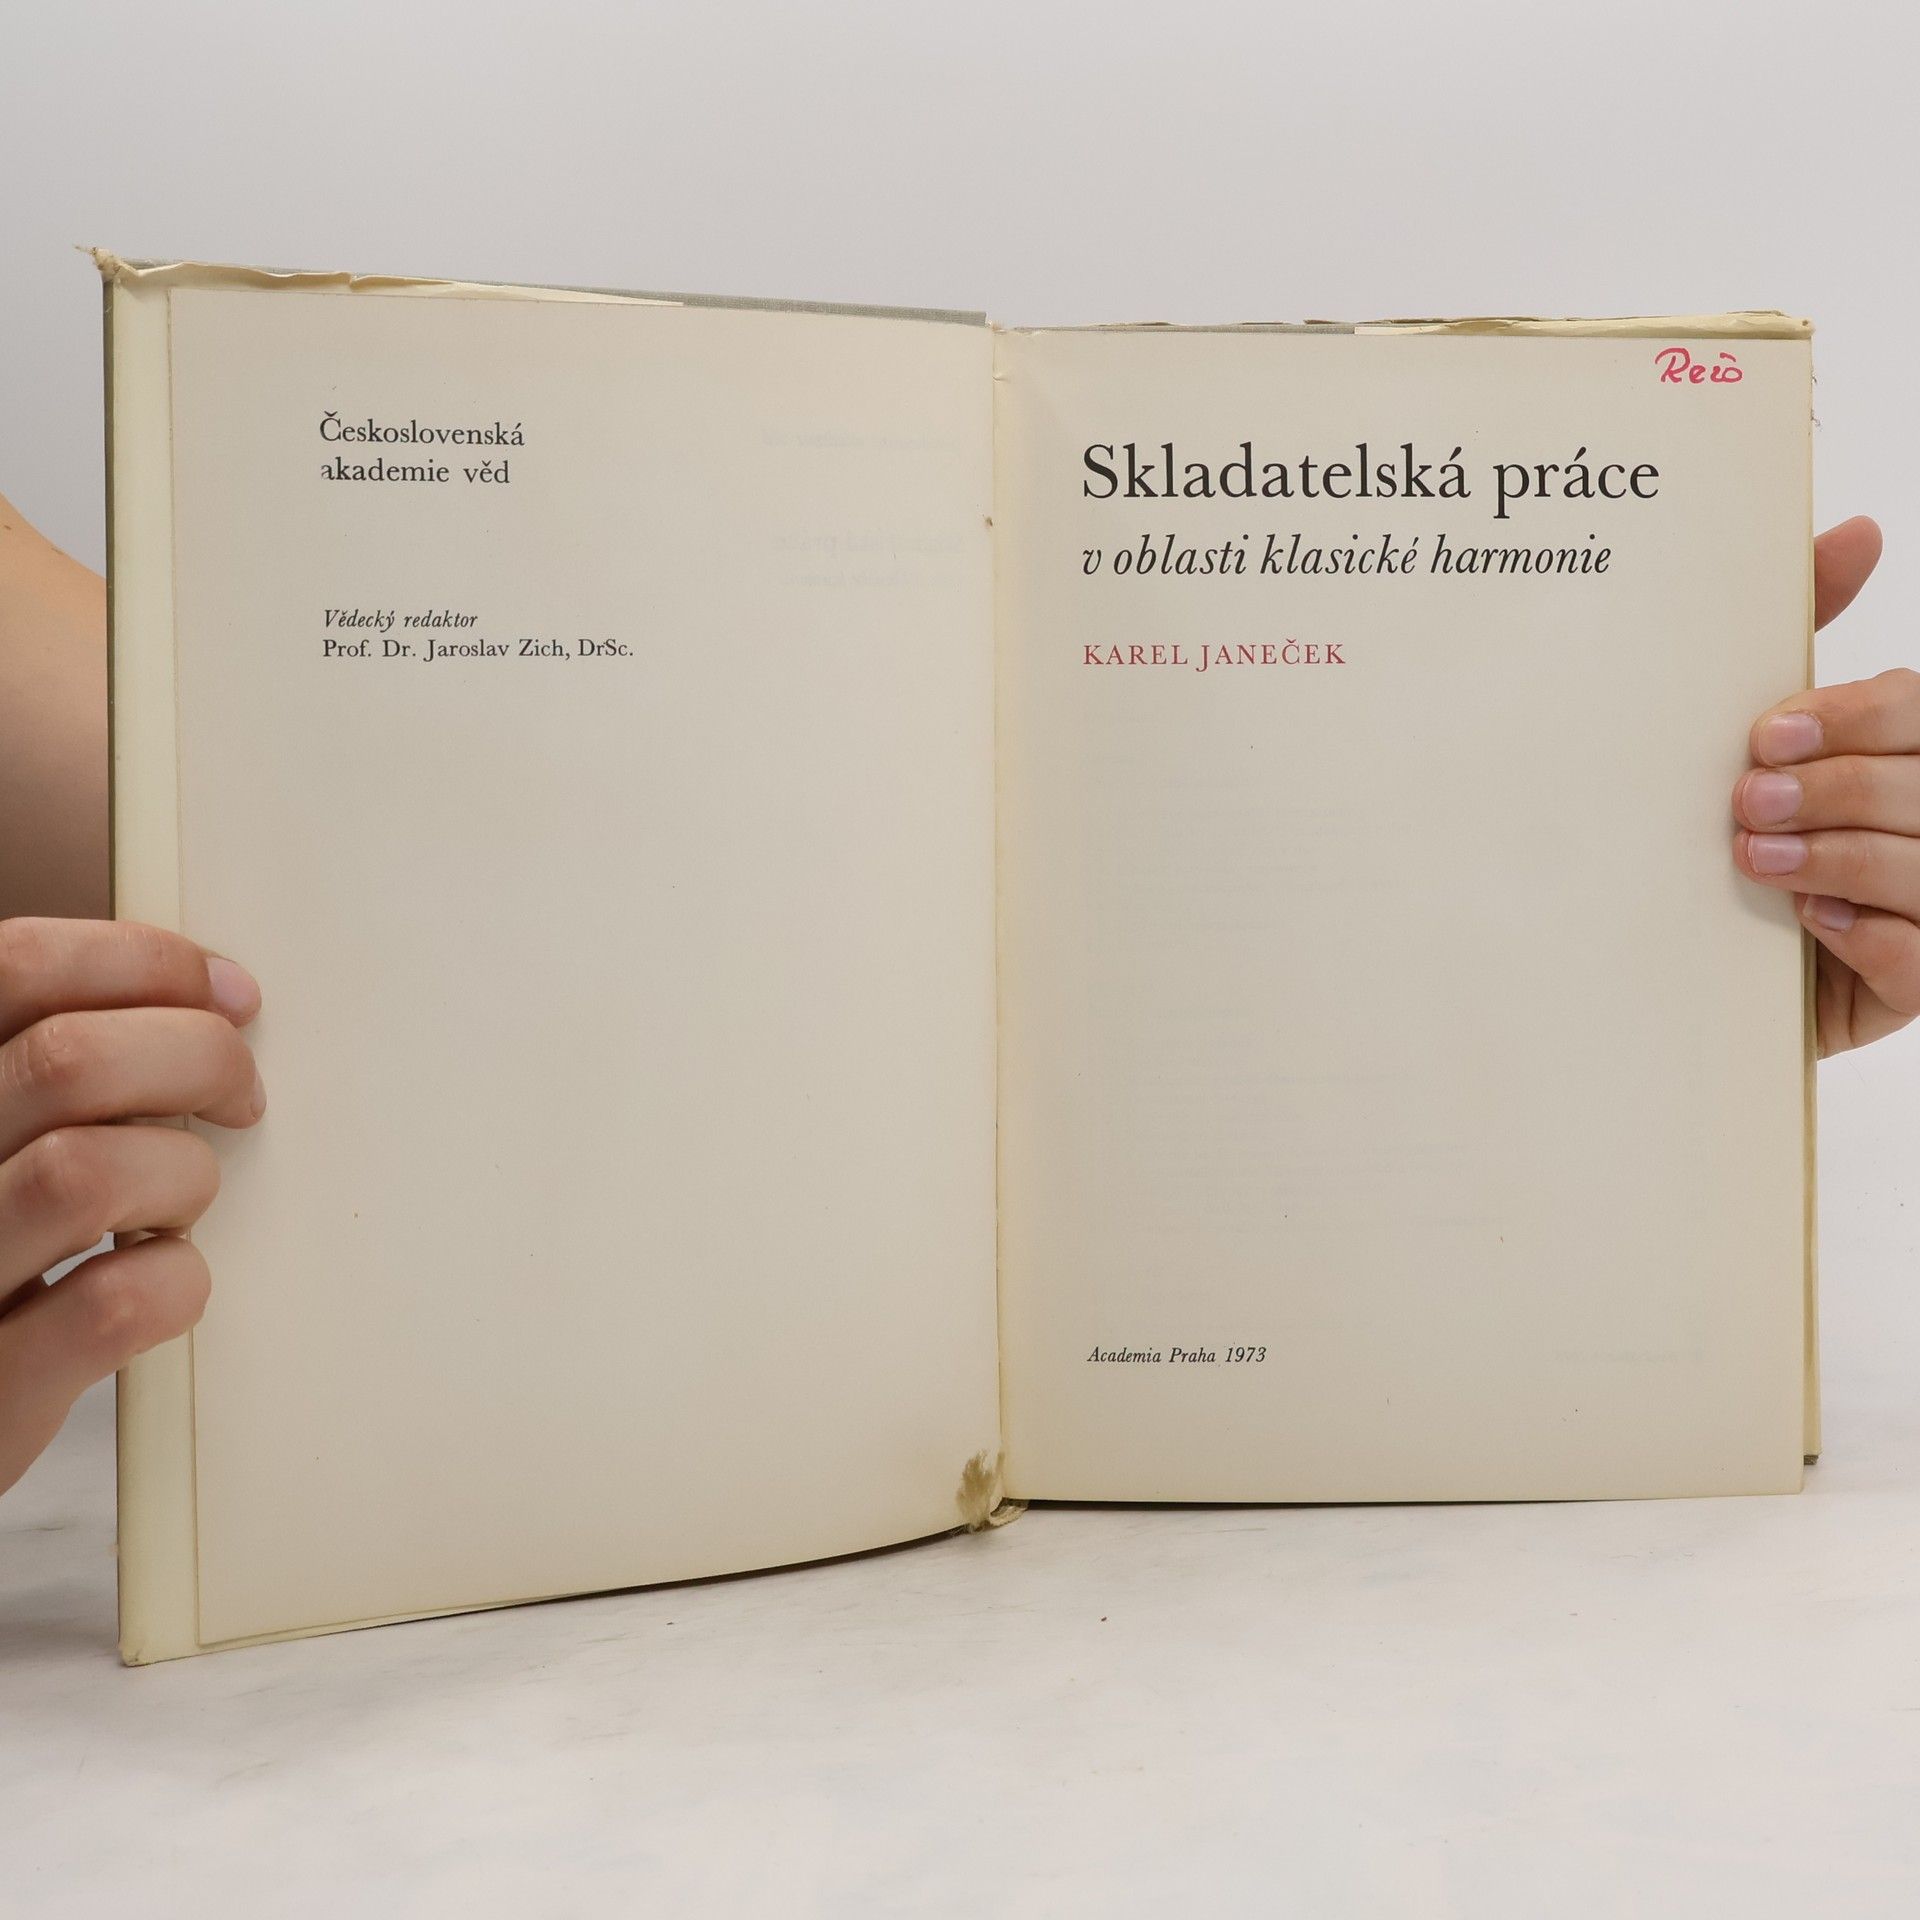 Československá
akademie věd
Vědecký redaktor
Prof. Dr. Jaroslav Zich, DrSc.
Skladatelská práce
v oblasti klasické harmonie
KAREL JANEČEK
Academia Praha 1973